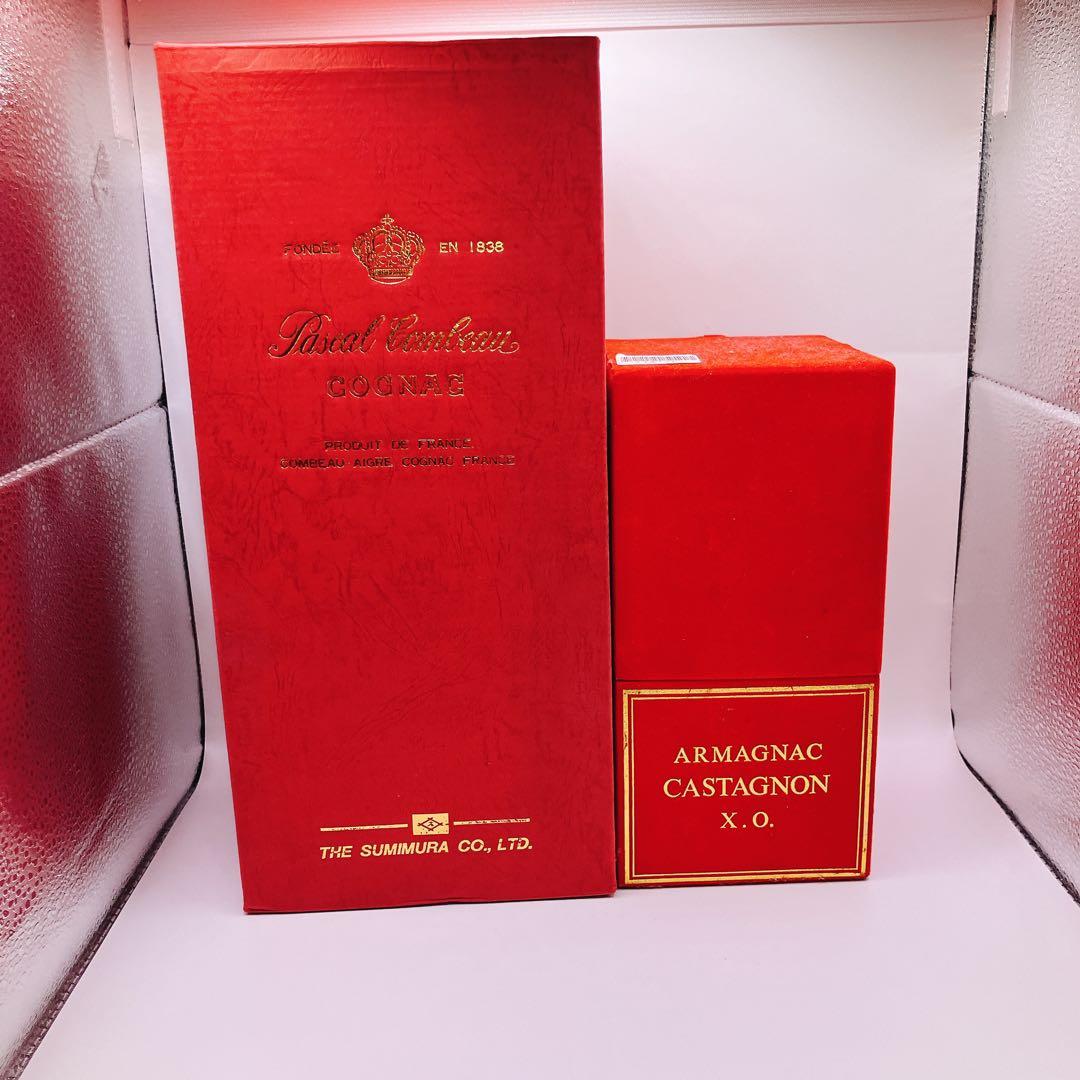 FONDÉE EN 1838
Pascal Combeau
COGNAC
PRODUIT DE FRANCE
COMBEAU AIGRE COGNAC FRANCE
THE SUMIMURA CO., LTD.
ARMAGNAC
CASTAGNON
X.O.